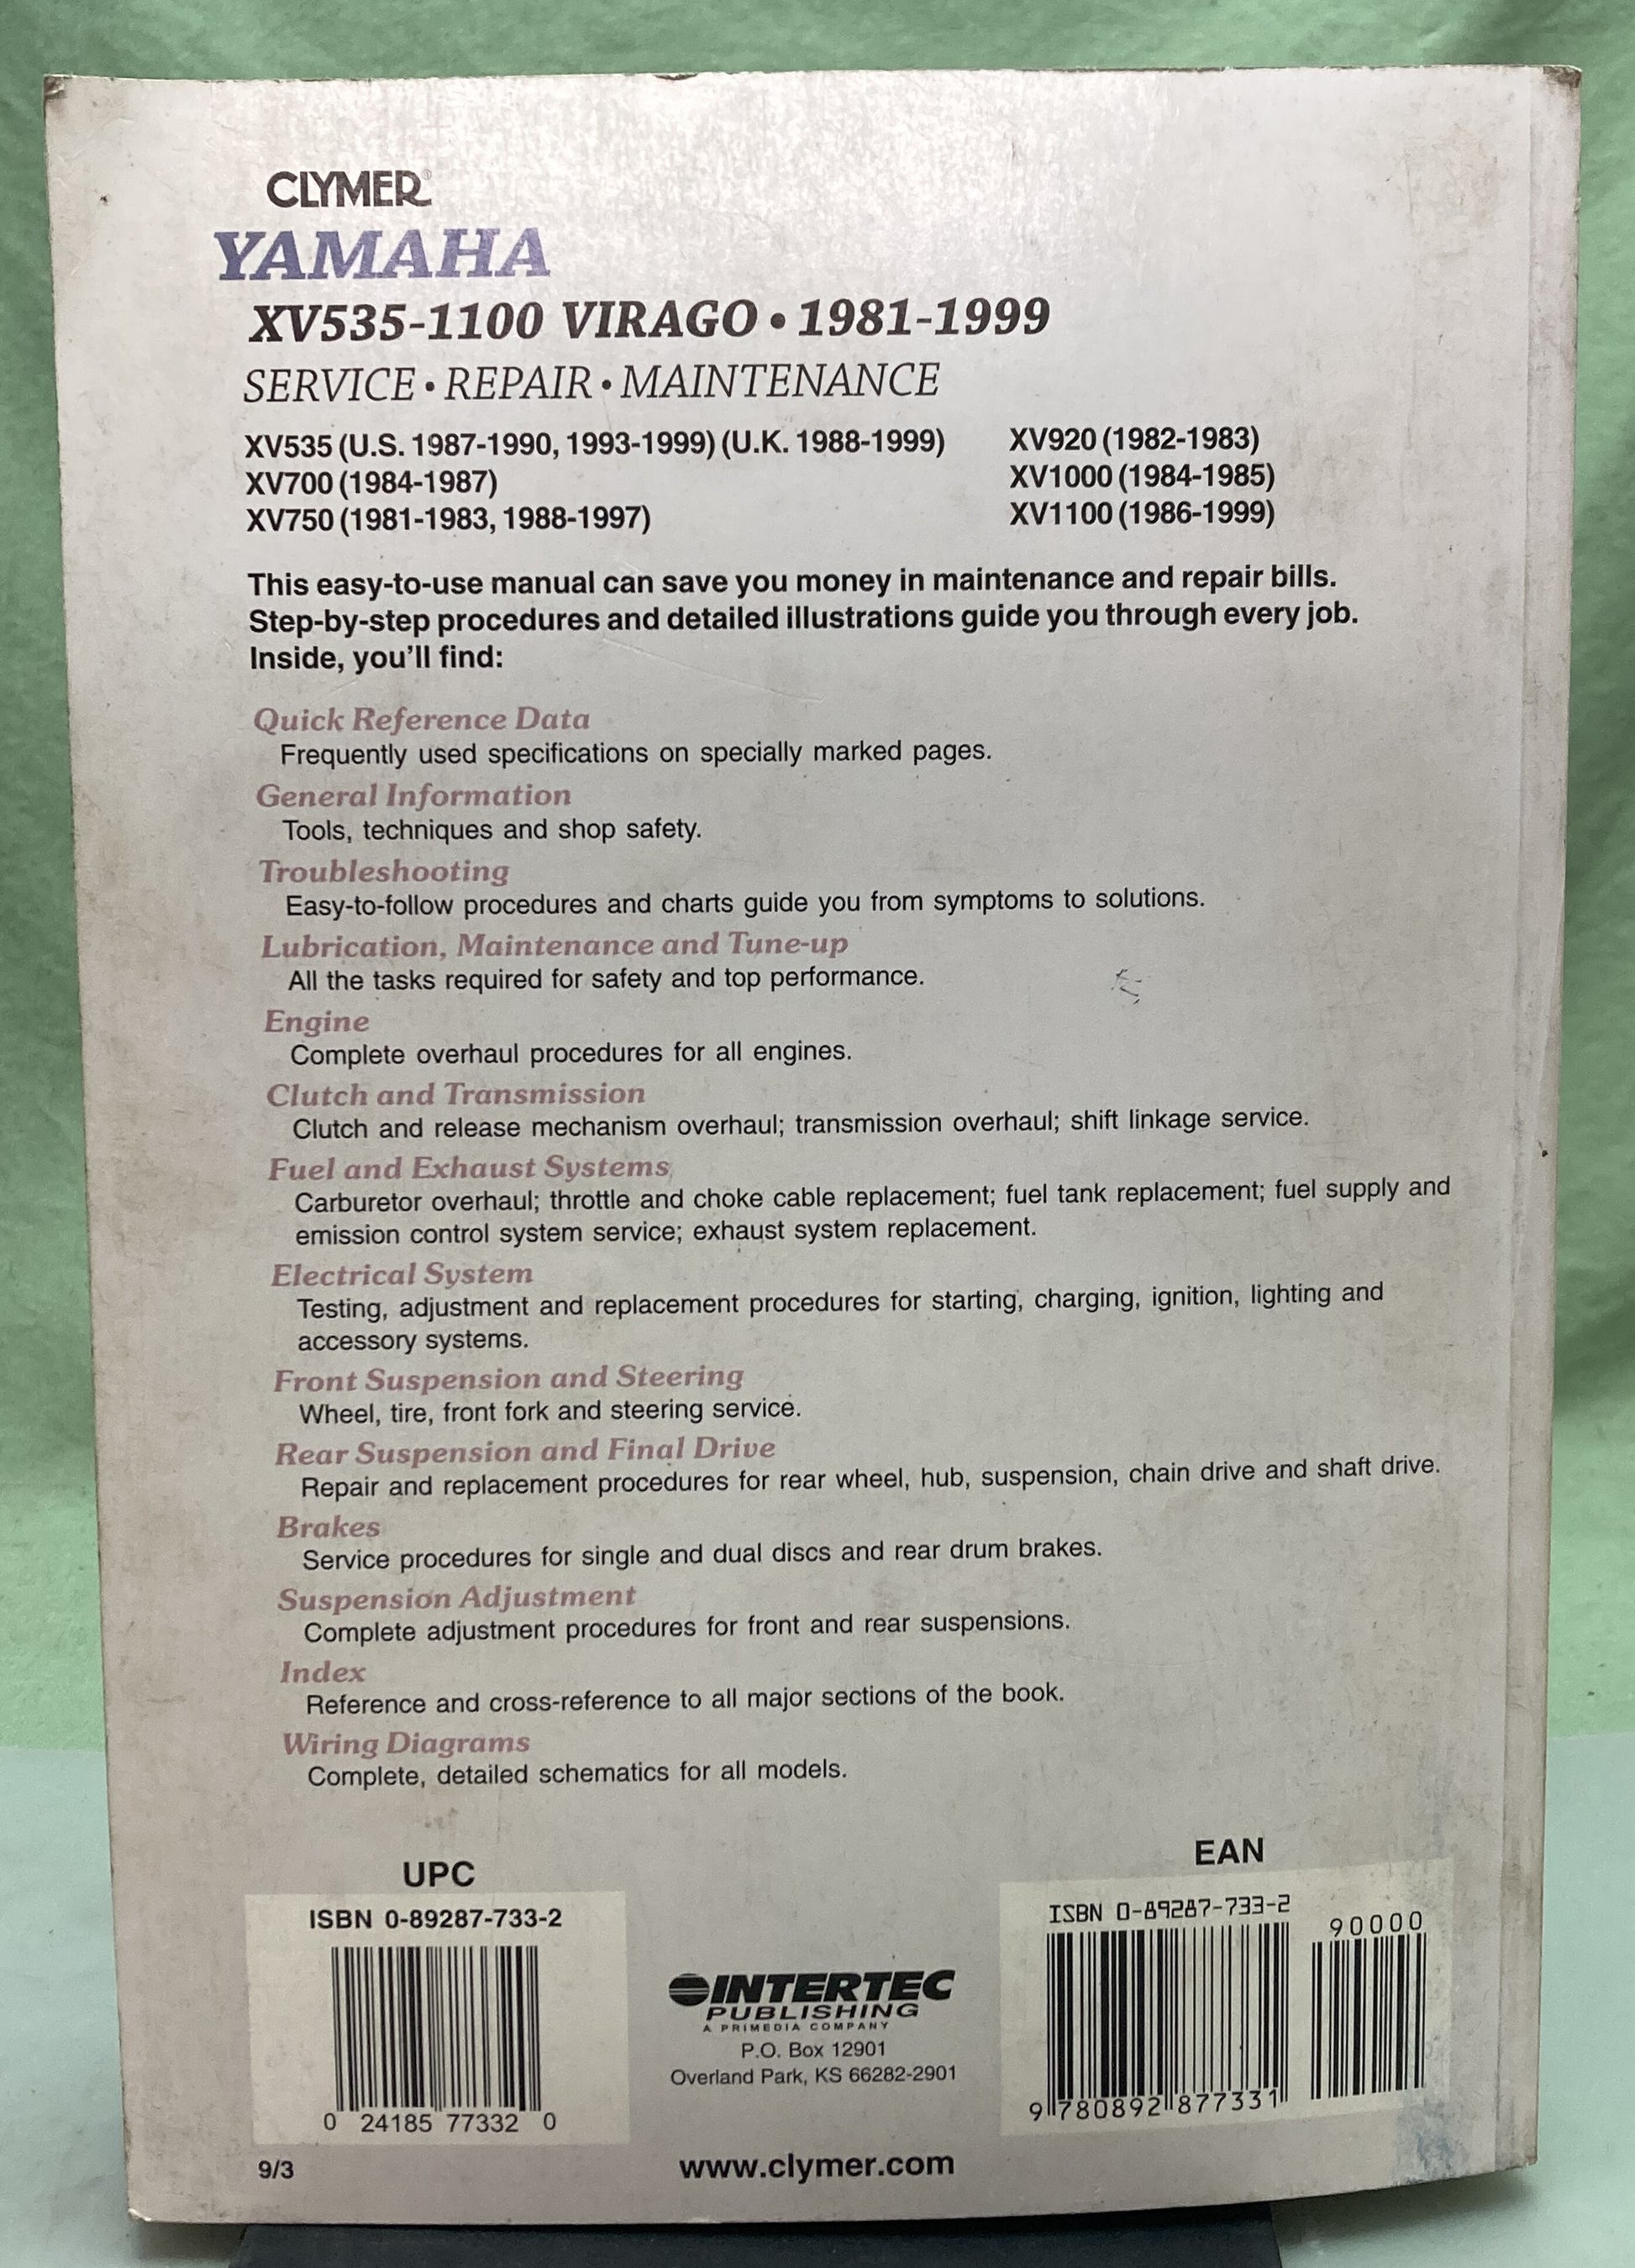 CLYMER®
YAMAHA
XV535-1100 VIRAGO • 1981-1999
SERVICE • REPAIR • MAINTENANCE
XV535 (U.S. 1987-1990, 1993-1999) (U.K. 1988-1999)
XV700 (1984-1987)
XV750 (1981-1983, 1988-1997)
XV920 (1982-1983)
XV1000 (1984-1985)
XV1100 (1986-1999)
This easy-to-use manual can save you money in maintenance and repair bills.
Step-by-step procedures and detailed illustrations guide you through every job.
Inside, you'll find:
Quick Reference Data
Frequently used specifications on specially marked pages.
General Information
Tools, techniques and shop safety.
Troubleshooting
Easy-to-follow procedures and charts guide you from symptoms to solutions.
Lubrication, Maintenance and Tune-up
All the tasks required for safety and top performance.
Engine
Complete overhaul procedures for all engines.
Clutch and Transmission
Clutch and release mechanism overhaul; transmission overhaul; shift linkage service.
Fuel and Exhaust Systems
Carburetor overhaul; throttle and choke cable replacement; fuel tank replacement; fuel supply and
emission control system service; exhaust system replacement.
Electrical System
Testing, adjustment and replacement procedures for starting, charging, ignition, lighting and
accessory systems.
Front Suspension and Steering
Wheel, tire, front fork and steering service.
Rear Suspension and Final Drive
Repair and replacement procedures for rear wheel, hub, suspension, chain drive and shaft drive.
Brakes
Service procedures for single and dual discs and rear drum brakes.
Suspension Adjustment
Complete adjustment procedures for front and rear suspensions.
Index
Reference and cross-reference to all major sections of the book.
Wiring Diagrams
Complete, detailed schematics for all models.
UPC
ISBN 0-89287-733-2
0 24185 77332 0
9/3
INTERTEC
PUBLISHING
A PRIMEDIA COMPANY
P.O. Box 12901
Overland Park, KS 66282-2901
www.clymer.com
EAN
ISBN 0-89287-733-2
90000
9 780892 877331